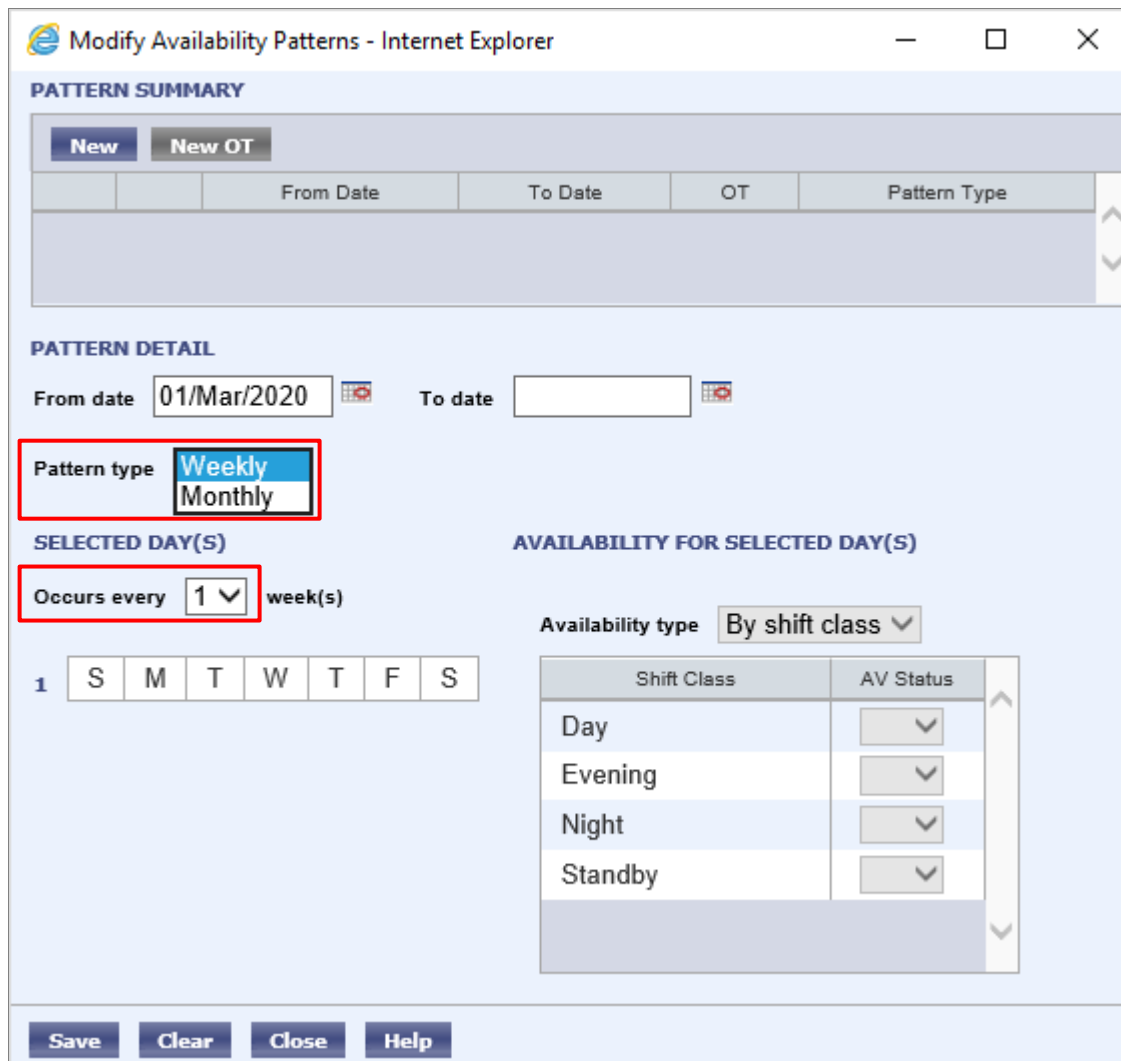 Modify Availability Patterns - Internet Explorer
PATTERN SUMMARY
New New OT
From Date To Date OT Pattern Type
PATTERN DETAIL
From date 01/Mar/2020 To date
Pattern type Weekly
Monthly
SELECTED DAY(S) AVAILABILITY FOR SELECTED DAY(S)
Occurs every 1 week(s)
Availability type By shift class
1 S M T W T F S
Shift Class AV Status
Day
Evening
Night
Standby
Save Clear Close Help